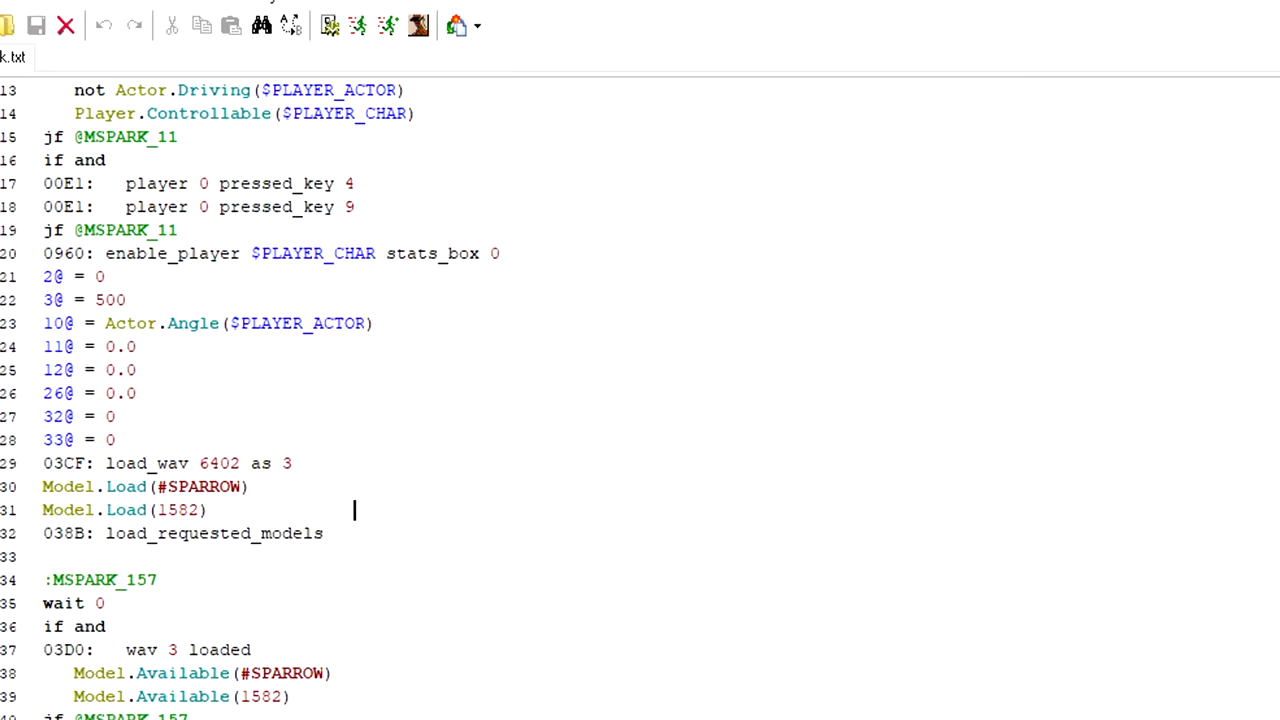 k.txt
13 not Actor.Driving($PLAYER_ACTOR)
14 Player.Controllable($PLAYER_CHAR)
15 jf @MSPARK_11
16 if and
17 00E1: player 0 pressed_key 4
18 00E1: player 0 pressed_key 9
19 jf @MSPARK_11
20 0960: enable_player $PLAYER_CHAR stats_box 0
21 2@ = 0
22 3@ = 500
23 10@ = Actor.Angle($PLAYER_ACTOR)
24 11@ = 0.0
25 12@ = 0.0
26 26@ = 0.0
27 32@ = 0
28 33@ = 0
29 03CF: load_wav 6402 as 3
30 Model.Load(#SPARROW)
31 Model.Load(1582)
32 038B: load_requested_models
33
34 :MSPARK_157
35 wait 0
36 if and
37 03D0: wav 3 loaded
38 Model.Available(#SPARROW)
39 Model.Available(1582)
40 jf @MSPARK_157